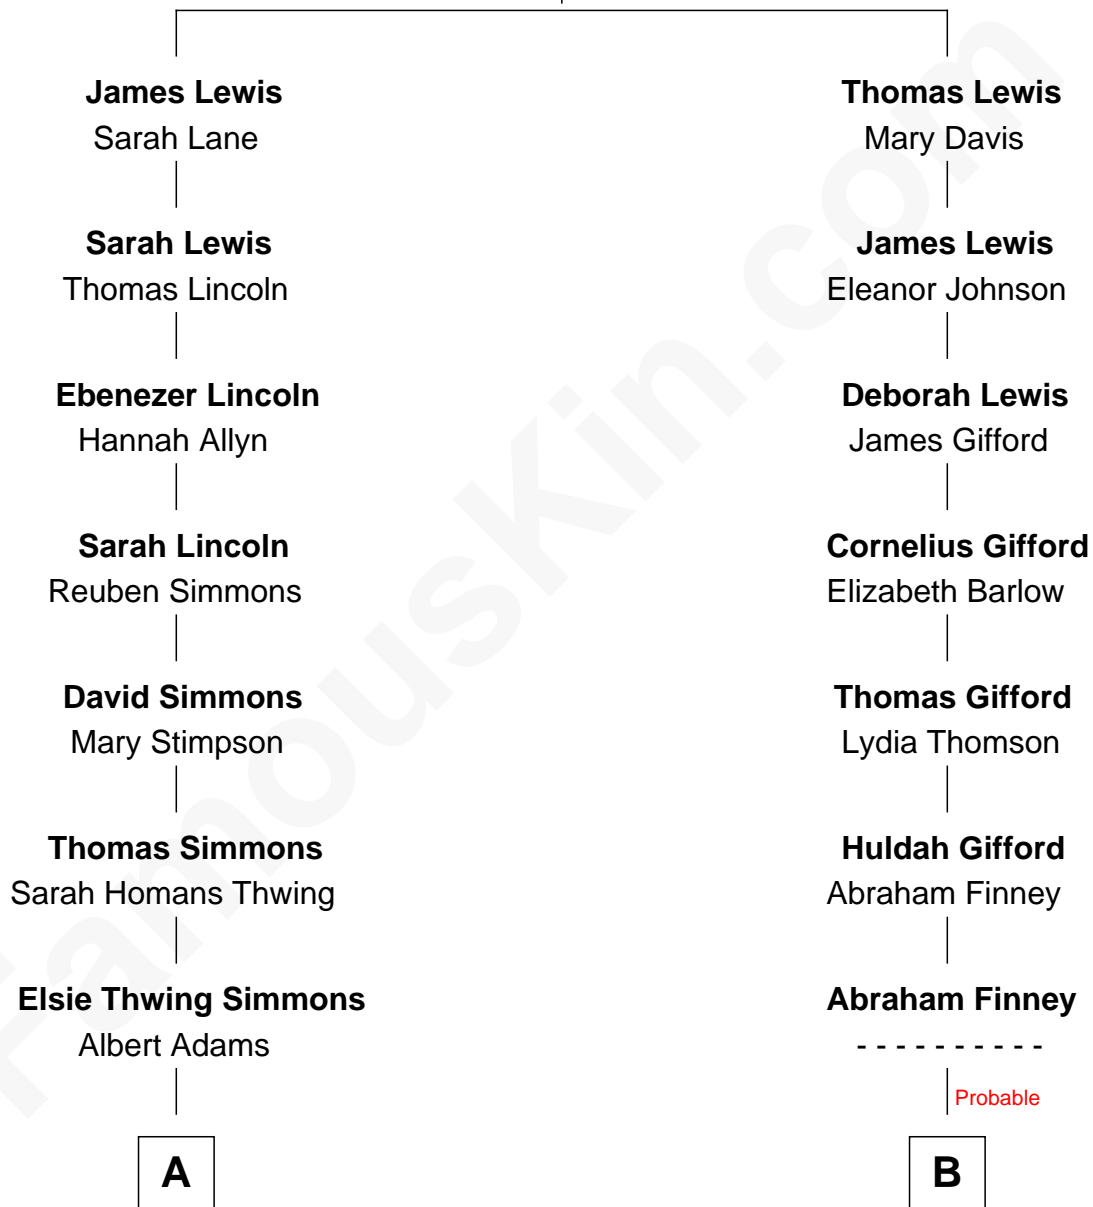 James Lewis
Sarah Lane
Sarah Lewis
Thomas Lincoln
Ebenezer Lincoln
Hannah Allyn
Sarah Lincoln
Reuben Simmons
David Simmons
Mary Stimpson
Thomas Simmons
Sarah Homans Thwing
Elsie Thwing Simmons
Albert Adams
A
Thomas Lewis
Mary Davis
James Lewis
Eleanor Johnson
Deborah Lewis
James Gifford
Cornelius Gifford
Elizabeth Barlow
Thomas Gifford
Lydia Thomson
Huldah Gifford
Abraham Finney
Abraham Finney
- - - - - - - - - -
Probable
B
FamousKin.com